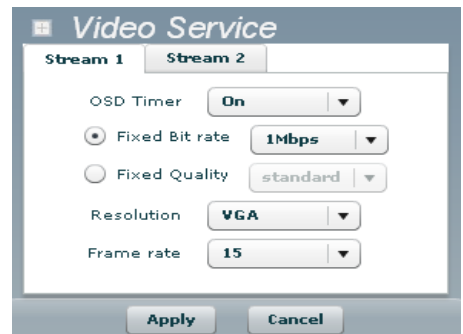 Video Service
Stream 1 Stream 2
OSD Timer On
Fixed Bit rate 1Mbps
Fixed Quality standard
Resolution VGA
Frame rate 15
Apply Cancel